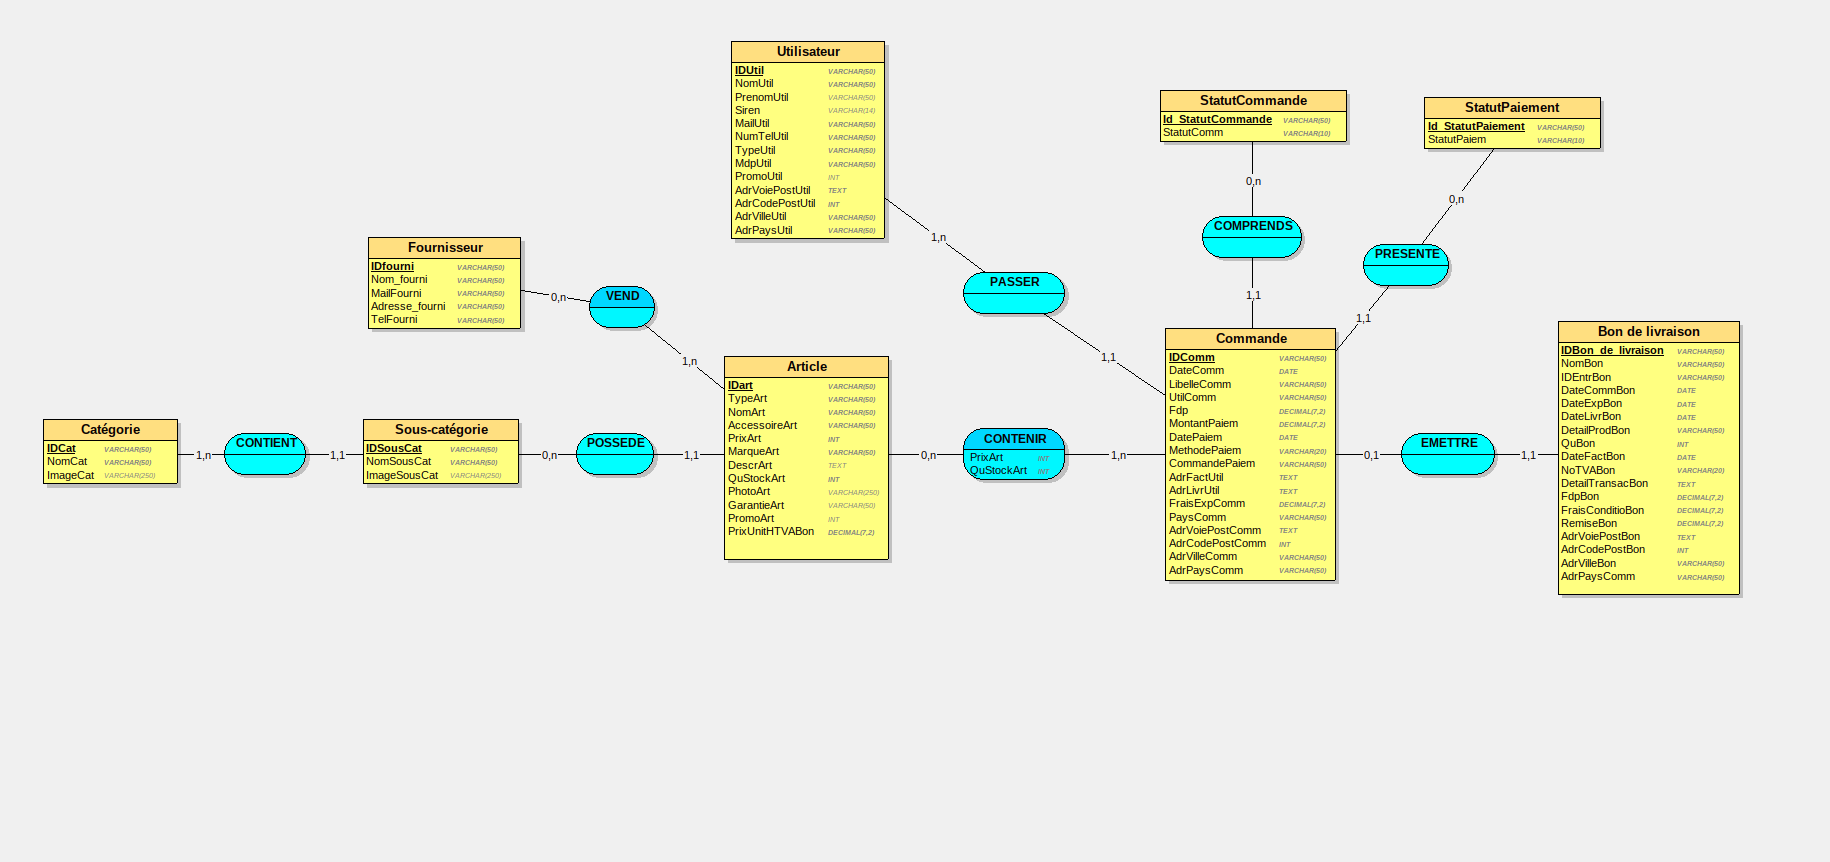 Utilisateur
IDUtil VARCHAR(50)
NomUtil VARCHAR(50)
PrenomUtil VARCHAR(50)
Siren VARCHAR(14)
MailUtil VARCHAR(50)
NumTelUtil VARCHAR(50)
TypeUtil VARCHAR(50)
MdpUtil VARCHAR(50)
PromoUtil INT
AdrVoiePostUtil TEXT
AdrCodePostUtil INT
AdrVilleUtil VARCHAR(50)
AdrPaysUtil VARCHAR(50)
StatutCommande
Id_StatutCommande VARCHAR(50)
StatutComm VARCHAR(10)
StatutPaiement
Id_StatutPaiement VARCHAR(50)
StatutPaiem VARCHAR(10)
0,n
0,n
COMPRENDS
PRESENTE
1,n
1,1
1,1
PASSER
1,1
Fournisseur
IDfourni VARCHAR(50)
Nom_fourni VARCHAR(50)
MailFourni VARCHAR(50)
Adresse_fourni VARCHAR(50)
TelFourni VARCHAR(50)
0,n
VEND
1,n
Catégorie
IDCat VARCHAR(50)
NomCat VARCHAR(50)
ImageCat VARCHAR(250)
1,n
CONTIENT
1,1
Sous-catégorie
IDSousCat VARCHAR(50)
NomSousCat VARCHAR(50)
ImageSousCat VARCHAR(250)
0,n
POSSEDE
1,1
Article
IDart VARCHAR(50)
TypeArt VARCHAR(50)
NomArt VARCHAR(50)
AccessoireArt VARCHAR(50)
PrixArt INT
MarqueArt VARCHAR(50)
DescrArt TEXT
QuStockArt INT
PhotoArt VARCHAR(250)
GarantieArt VARCHAR(50)
PromoArt INT
PrixUnitHTVABon DECIMAL(7,2)
0,n
CONTENIR
PrixArt INT
QuStockArt INT
1,n
Commande
IDComm VARCHAR(50)
DateComm DATE
LibelleComm VARCHAR(50)
UtilComm VARCHAR(50)
Fdp DECIMAL(7,2)
MontantPaiem DECIMAL(7,2)
DatePaiem DATE
MethodePaiem VARCHAR(20)
CommandePaiem VARCHAR(50)
AdrFactUtil TEXT
AdrLivrUtil TEXT
FraisExpComm DECIMAL(7,2)
PaysComm VARCHAR(50)
AdrVoiePostComm TEXT
AdrCodePostComm INT
AdrVilleComm VARCHAR(50)
AdrPaysComm VARCHAR(50)
0,1
EMETTRE
1,1
Bon de livraison
IDBon_de_livraison VARCHAR(50)
NomBon VARCHAR(50)
IDEntrBon VARCHAR(50)
DateCommBon DATE
DateExpBon DATE
DateLivrBon DATE
DetailProdBon VARCHAR(50)
QuBon INT
DateFactBon DATE
NoTVABon VARCHAR(20)
DetailTransacBon TEXT
FdpBon DECIMAL(7,2)
FraisConditioBon DECIMAL(7,2)
RemiseBon DECIMAL(7,2)
AdrVoiePostBon TEXT
AdrCodePostBon INT
AdrVilleBon VARCHAR(50)
AdrPaysComm VARCHAR(50)